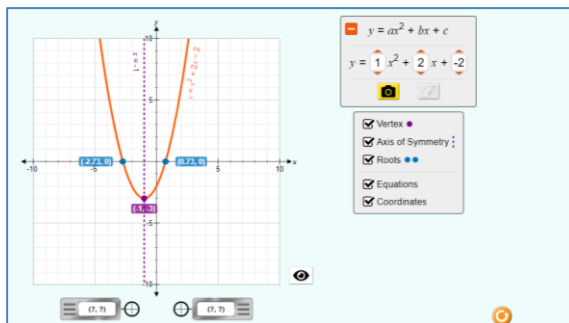 y
10
5
-5
-10
-10
-5
5
10
x
x = -1
y = x² + 2x - 2
(-2.73, 0)
(0.73, 0)
(-1, -3)
(?, ?)
(?, ?)
y = ax² + bx + c
y = 1 x² + 2 x + -2
Vertex
Axis of Symmetry
Roots
Equations
Coordinates